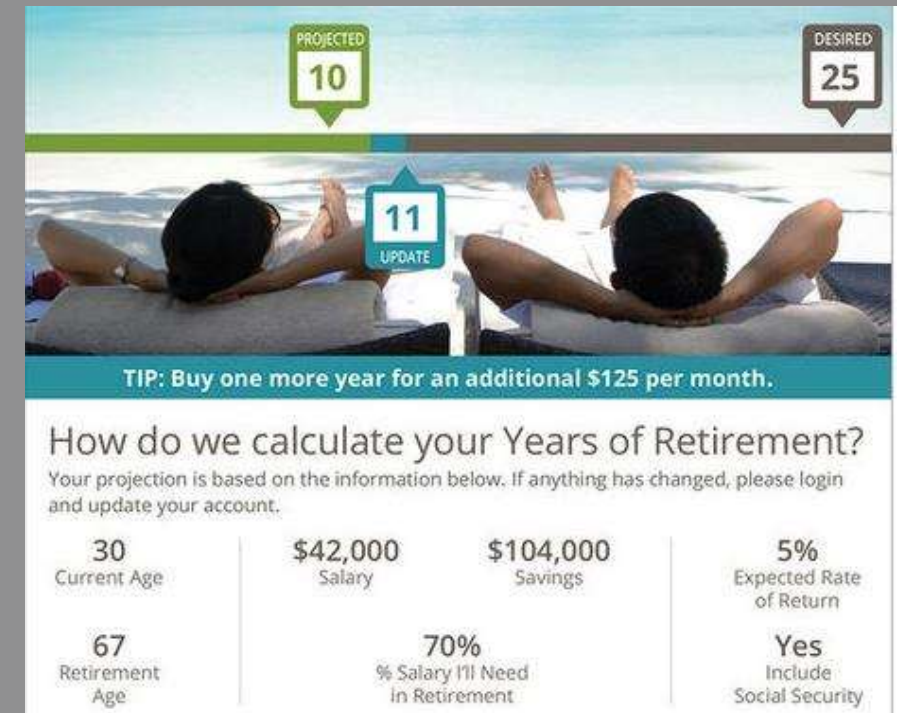 PROJECTED
10
DESIRED
25
11
UPDATE
TIP: Buy one more year for an additional $125 per month.
How do we calculate your Years of Retirement?
Your projection is based on the information below. If anything has changed, please login
and update your account.
30
Current Age
$42,000
Salary
$104,000
Savings
5%
Expected Rate
of Return
67
Retirement
Age
70%
% Salary I'll Need
in Retirement
Yes
Include
Social Security